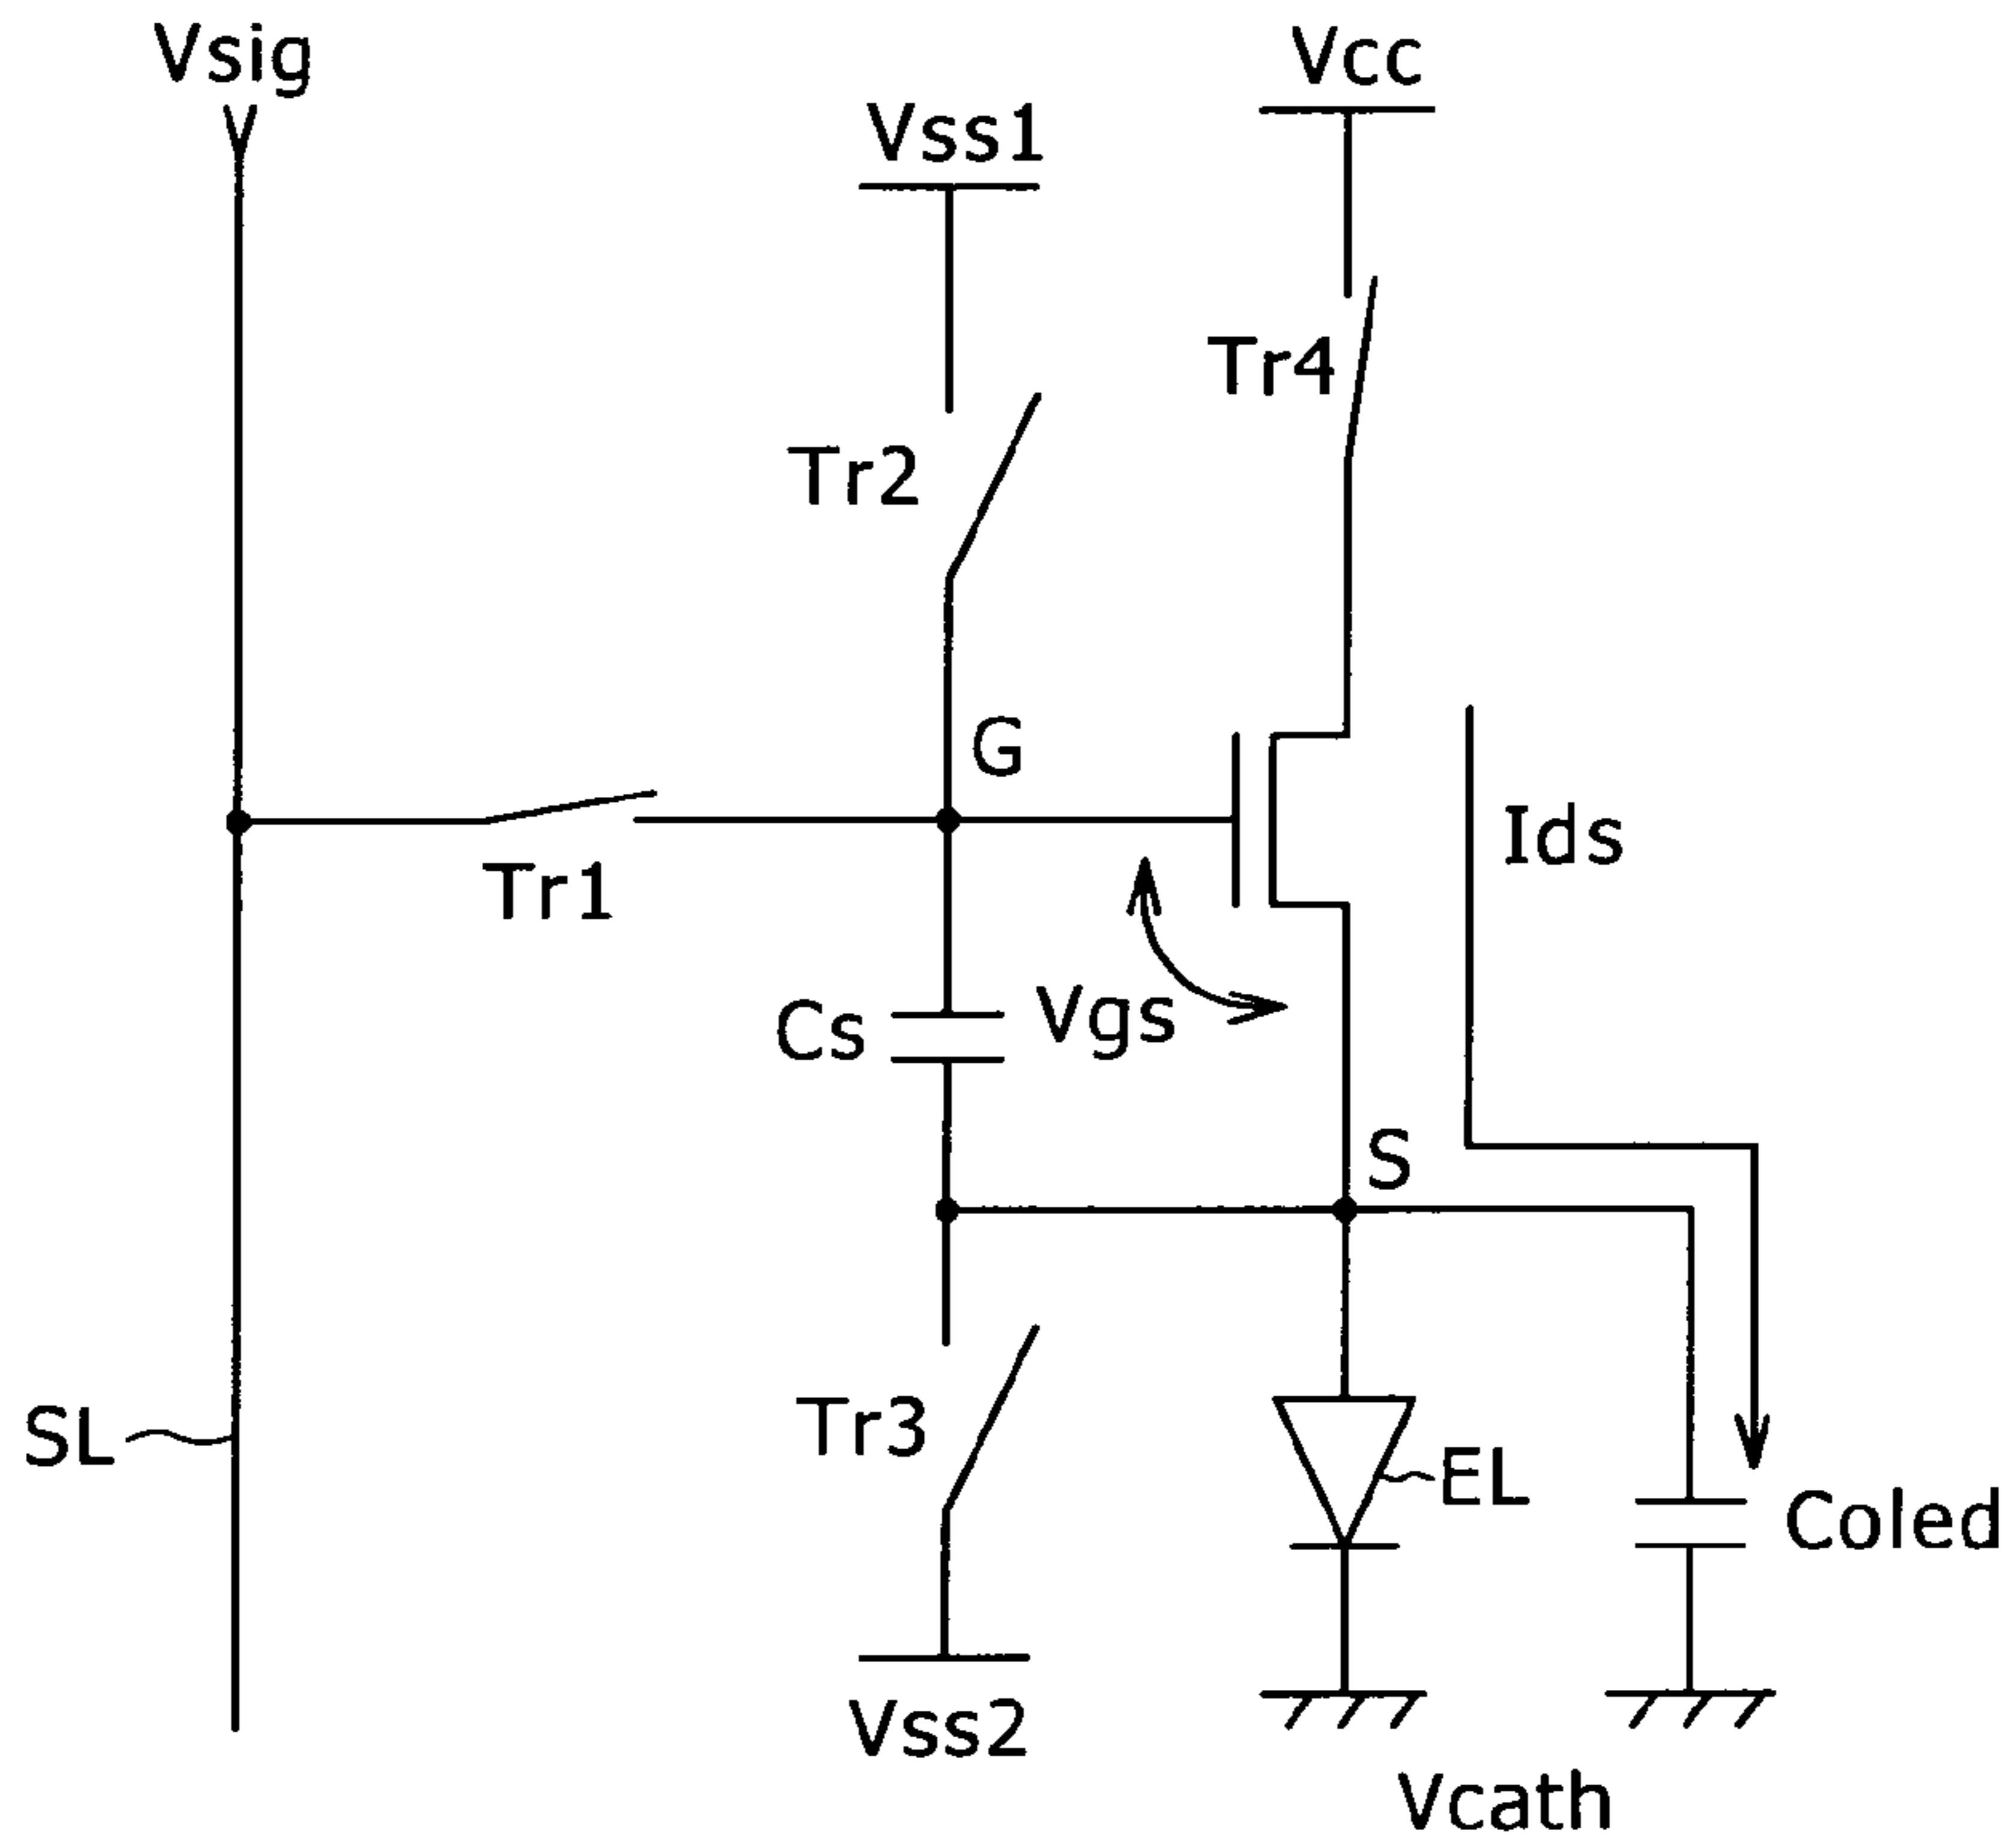 Vsig
Vcc
Vss1
Tr4
Tr2
G
Ids
Tr1
Cs
Vgs
S
Tr3
SL
EL
Coled
Vss2
Vcath